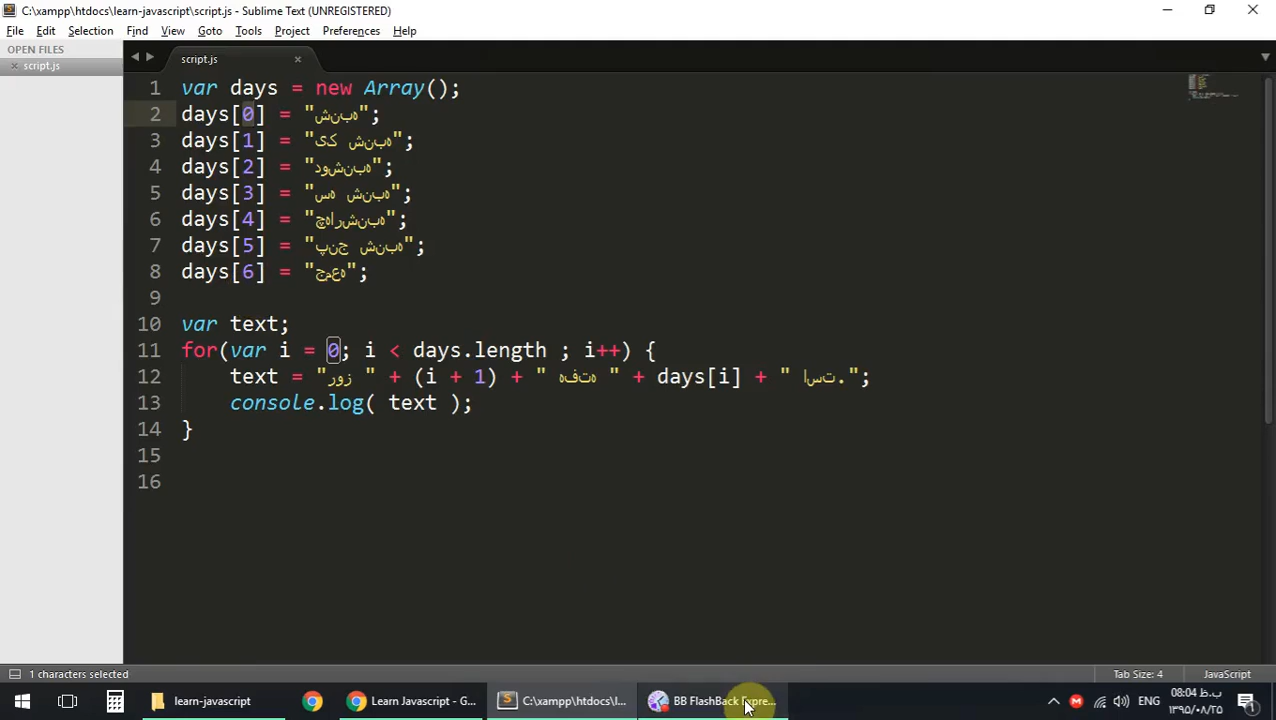 C:\xampp\htdocs\learn-javascript\script.js - Sublime Text (UNREGISTERED)
File Edit Selection Find View Goto Tools Project Preferences Help
OPEN FILES
× script.js
script.js ×
1 var days = new Array();
2 days[0] = "شنبه";
3 days[1] = "یک شنبه";
4 days[2] = "دوشنبه";
5 days[3] = "سه شنبه";
6 days[4] = "چهارشنبه";
7 days[5] = "پنج شنبه";
8 days[6] = "جمعه";
9
10 var text;
11 for(var i = 0; i < days.length ; i++) {
12 text = "روز " + (i + 1) + " هفته " + days[i] + " است.";
13 console.log( text );
14 }
15
16
1 characters selected Tab Size: 4 JavaScript
learn-javascript Learn Javascript - G... C:\xampp\htdocs\l... BB FlashBack Expre... ENG 08:04 ب.ظ
۱۳۹۵/۰۸/۲۵
1